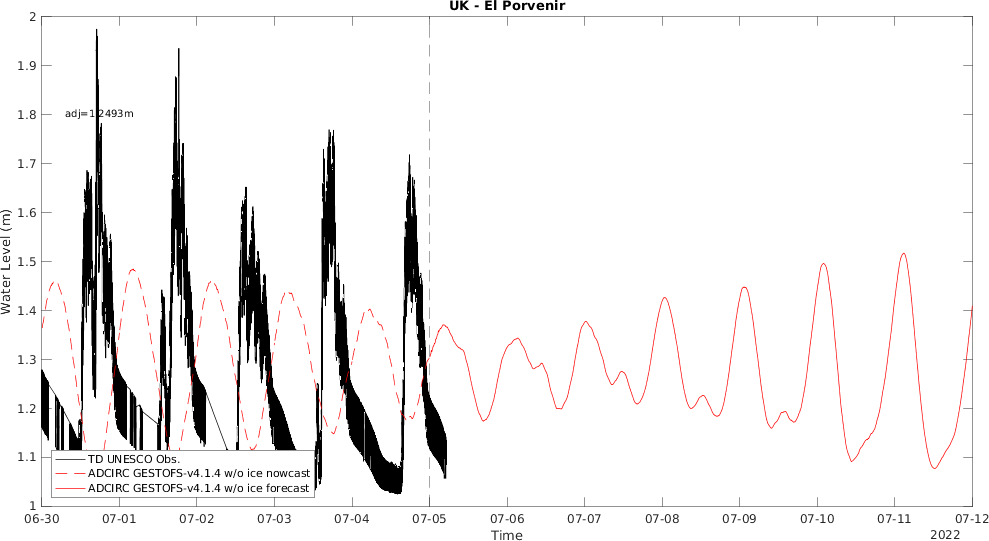 UK - El Porvenir
2
1.9
1.8
1.7
1.6
1.5
1.4
1.3
1.2
1.1
1
Water Level (m)
adj=1.2493m
TD UNESCO Obs.
ADCIRC GESTOFS-v4.1.4 w/o ice nowcast
ADCIRC GESTOFS-v4.1.4 w/o ice forecast
06-30 07-01 07-02 07-03 07-04 07-05 07-06 07-07 07-08 07-09 07-10 07-11 07-12
Time
2022